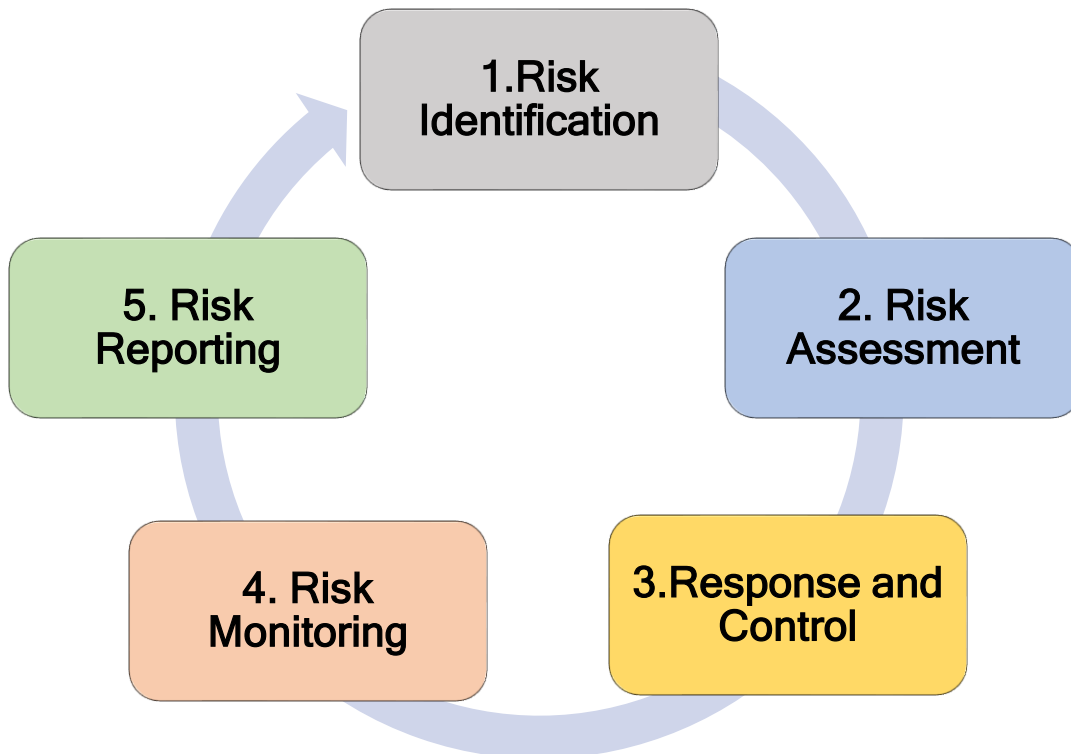 1.Risk
Identification
2. Risk
Assessment
3.Response and
Control
4. Risk
Monitoring
5. Risk
Reporting